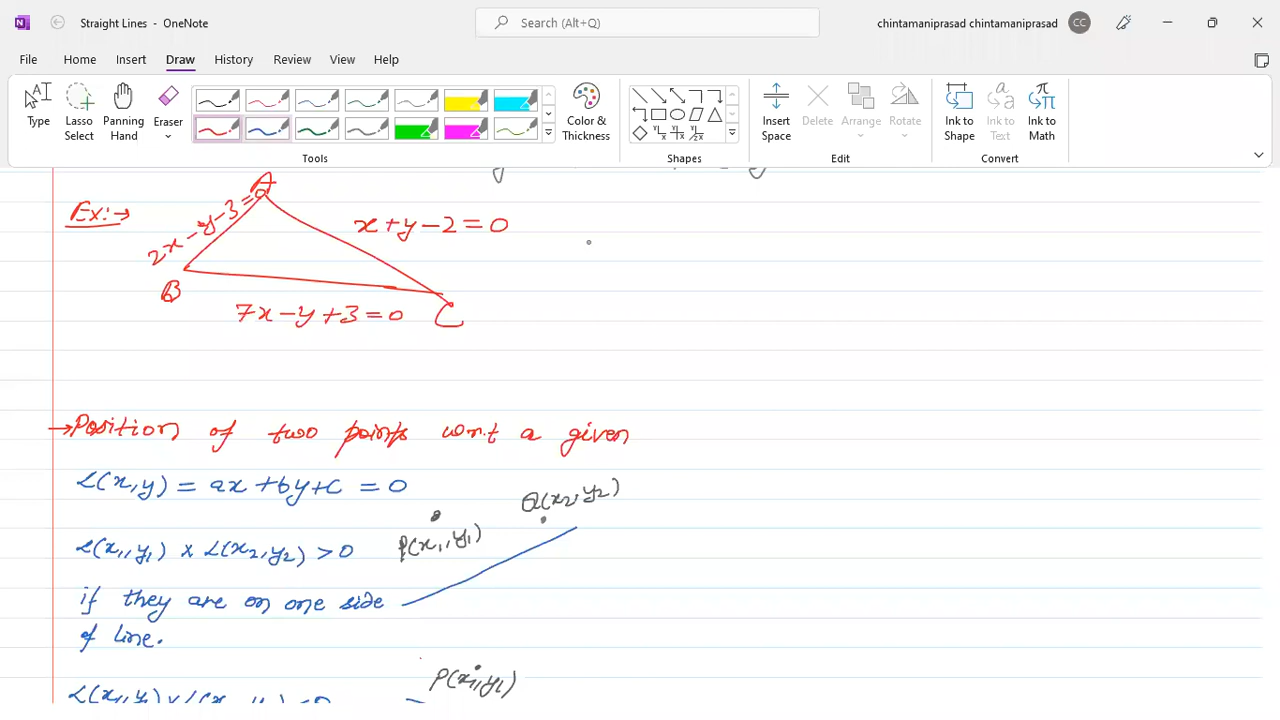 Straight Lines - OneNote
Search (Alt+Q)
chintamaniprasad chintamaniprasad CC
File Home Insert Draw History Review View Help
Type Lasso Select Panning Hand Eraser Color & Thickness Insert Space Delete Arrange Rotate Ink to Shape Ink to Text Ink to Math
Tools Shapes Edit Convert
Ex:→
A
2x-y-3=0
x+y-2=0
B
7x-y+3=0
C
→Position of two points w.r.t a given
L(x,y) = ax+by+c = 0
Q(x2,y2)
P(x1,y1)
L(x1,y1) x L(x2,y2) >0
if they are on one side
of line.
P(x1,y1)